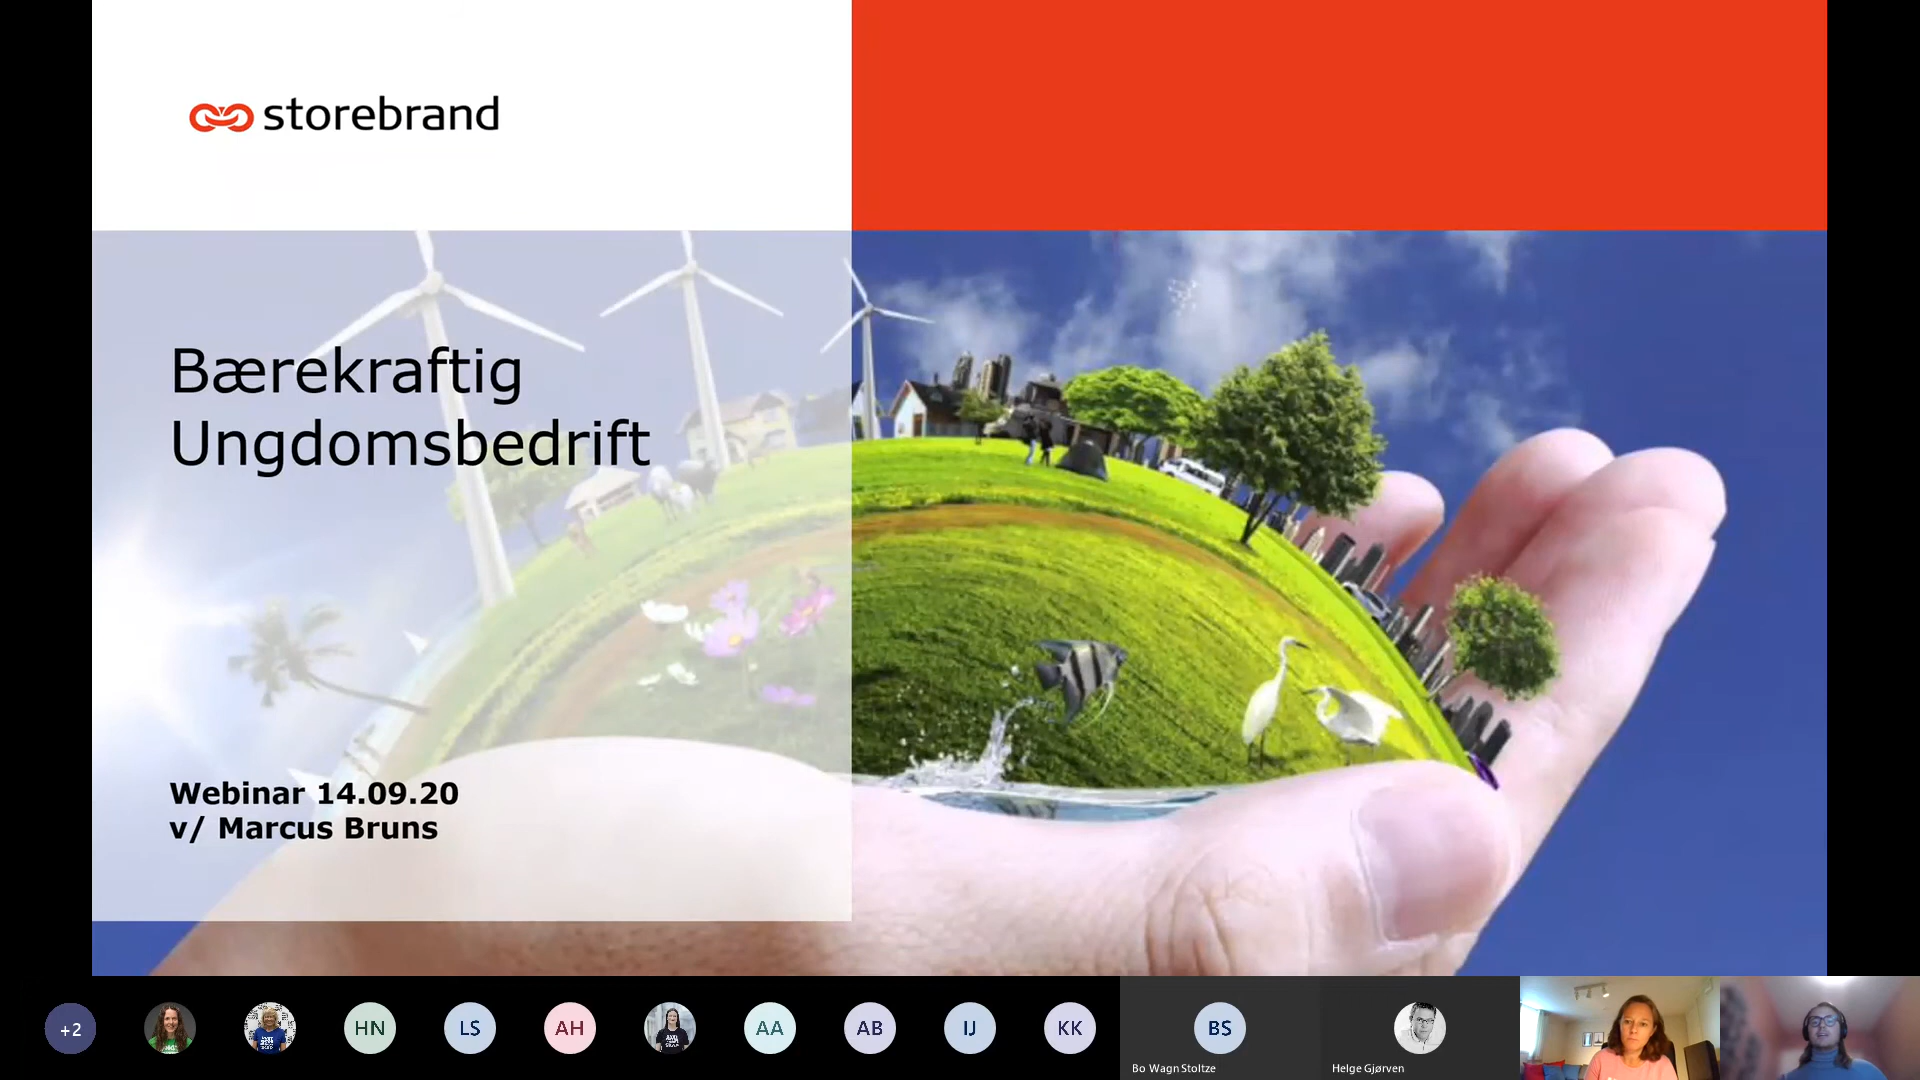 storebrand
Bærekraftig
Ungdomsbedrift
Webinar 14.09.20
v/ Marcus Bruns
+2
HN
LS
AH
AA
AB
IJ
KK
BS
Bo Wagn Stoltze
Helge Gjørven